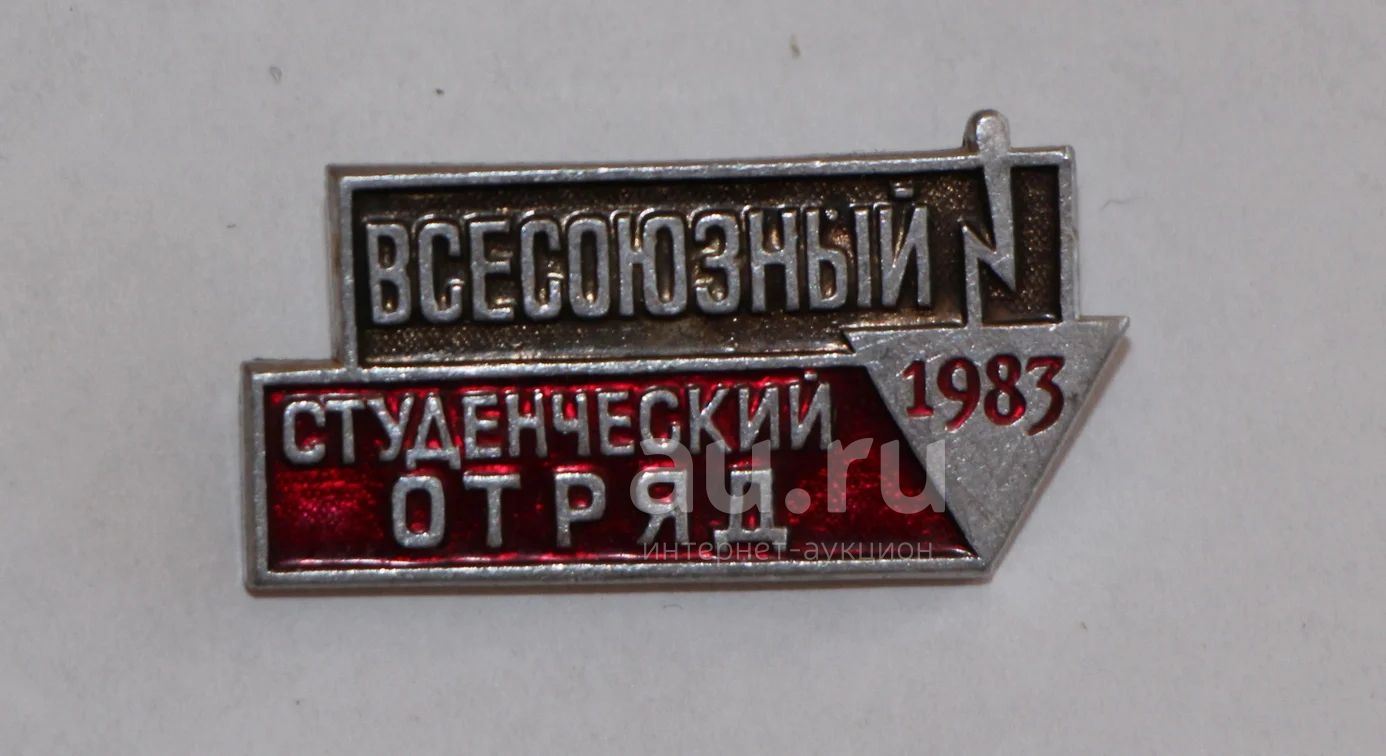 ВСЕСОЮЗНЫЙ
СТУДЕНЧЕСКИЙ
ОТРЯД
1983
au.ru
интернет-аукцион